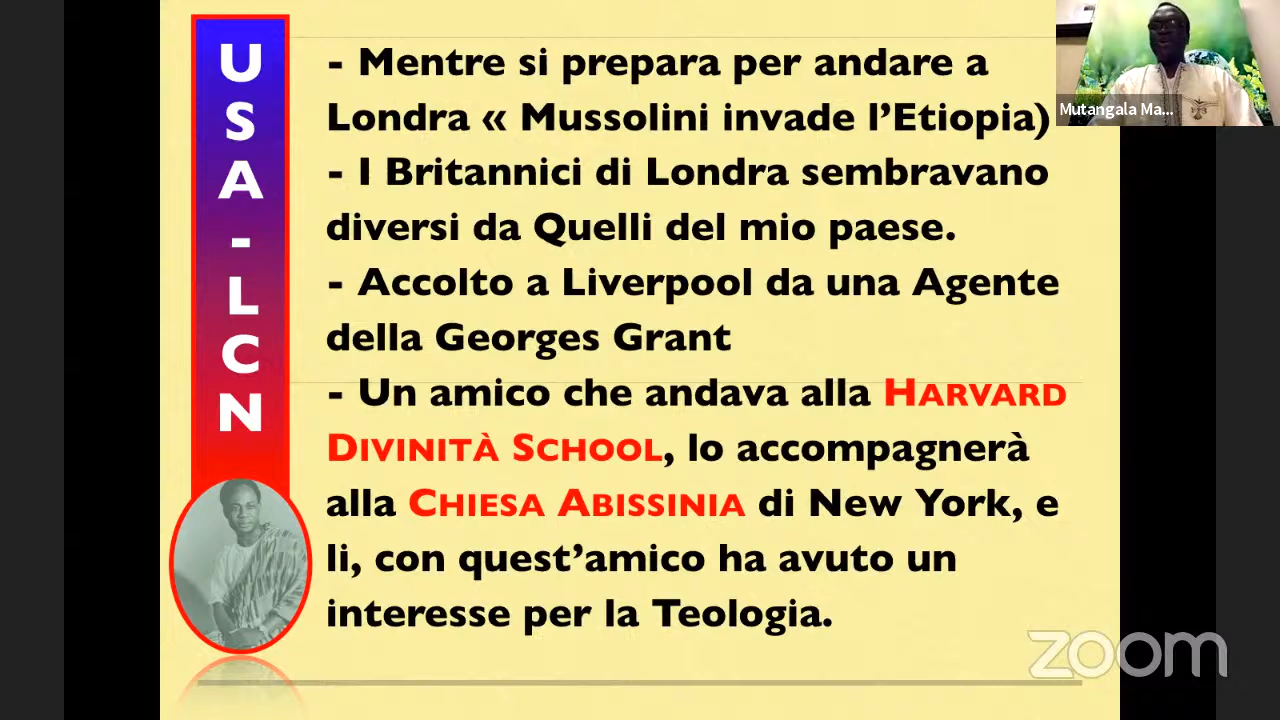 USA-LCN
- Mentre si prepara per andare a
Londra « Mussolini invade l’Etiopia)
- I Britannici di Londra sembravano
diversi da Quelli del mio paese.
- Accolto a Liverpool da una Agente
della Georges Grant
- Un amico che andava alla HARVARD
DIVINITÀ SCHOOL, lo accompagnerà
alla CHIESA ABISSINIA di New York, e
li, con quest’amico ha avuto un
interesse per la Teologia.
Mutangala Ma...
zoom